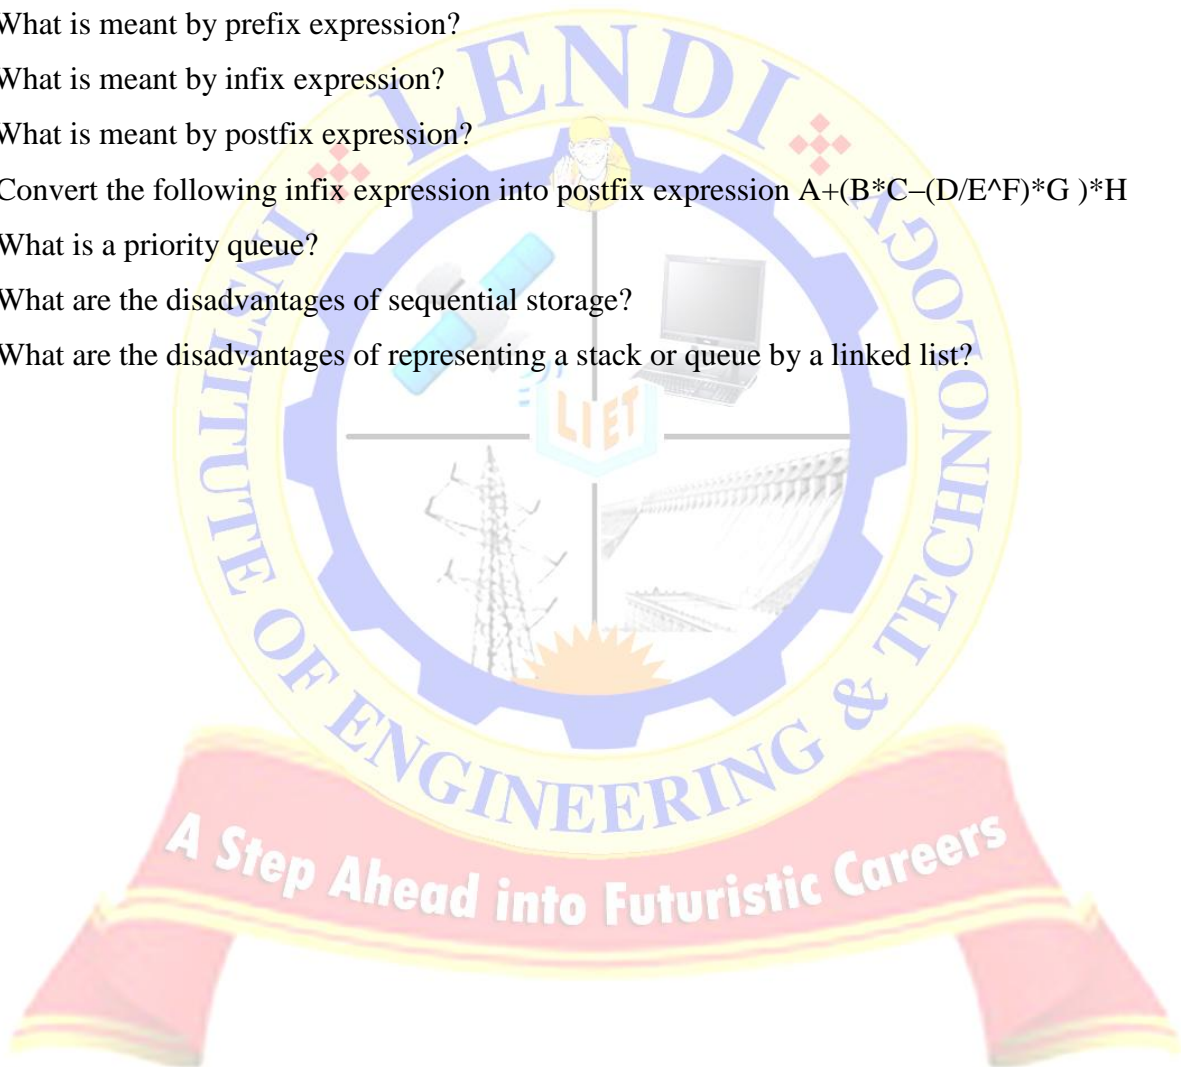 What is meant by prefix expression?
What is meant by infix expression?
What is meant by postfix expression?
Convert the following infix expression into postfix expression A+(B*C–(D/E^F)*G )*H
What is a priority queue?
What are the disadvantages of sequential storage?
What are the disadvantages of representing a stack or queue by a linked list?
LENDI INSTITUTE OF ENGINEERING & TECHNOLOGY
LIET
A Step Ahead into Futuristic Careers